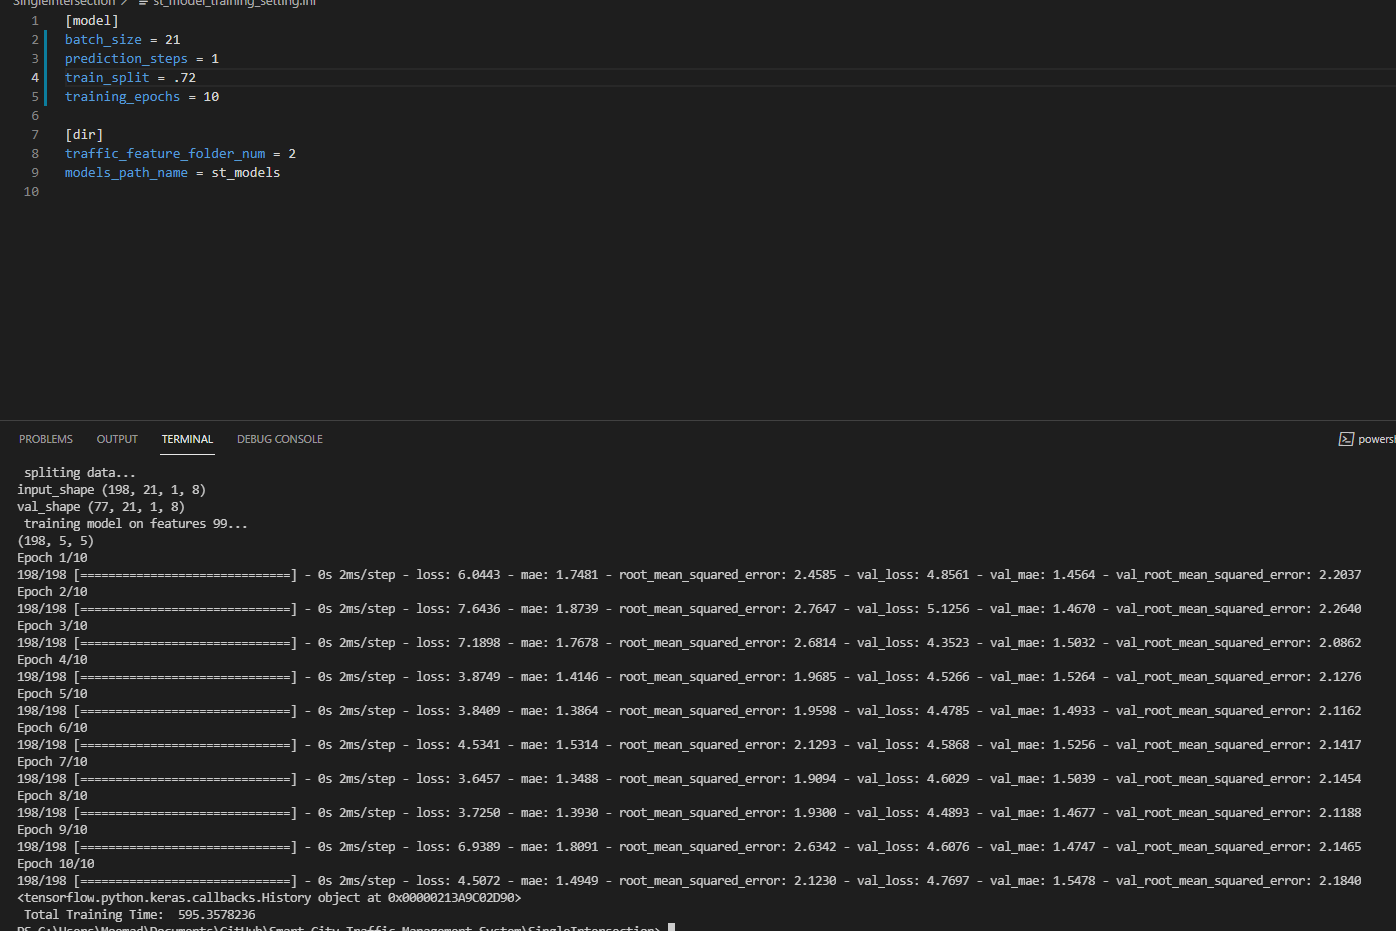 SingleIntersection > st_model_training_setting.ini
1 [model]
2 batch_size = 21
3 prediction_steps = 1
4 train_split = .72
5 training_epochs = 10
6
7 [dir]
8 traffic_feature_folder_num = 2
9 models_path_name = st_models
10
PROBLEMS OUTPUT TERMINAL DEBUG CONSOLE powersh
spliting data...
input_shape (198, 21, 1, 8)
val_shape (77, 21, 1, 8)
training model on features 99...
(198, 5, 5)
Epoch 1/10
198/198 [==============================] - 0s 2ms/step - loss: 6.0443 - mae: 1.7481 - root_mean_squared_error: 2.4585 - val_loss: 4.8561 - val_mae: 1.4564 - val_root_mean_squared_error: 2.2037
Epoch 2/10
198/198 [==============================] - 0s 2ms/step - loss: 7.6436 - mae: 1.8739 - root_mean_squared_error: 2.7647 - val_loss: 5.1256 - val_mae: 1.4670 - val_root_mean_squared_error: 2.2640
Epoch 3/10
198/198 [==============================] - 0s 2ms/step - loss: 7.1898 - mae: 1.7678 - root_mean_squared_error: 2.6814 - val_loss: 4.3523 - val_mae: 1.5032 - val_root_mean_squared_error: 2.0862
Epoch 4/10
198/198 [==============================] - 0s 2ms/step - loss: 3.8749 - mae: 1.4146 - root_mean_squared_error: 1.9685 - val_loss: 4.5266 - val_mae: 1.5264 - val_root_mean_squared_error: 2.1276
Epoch 5/10
198/198 [==============================] - 0s 2ms/step - loss: 3.8409 - mae: 1.3864 - root_mean_squared_error: 1.9598 - val_loss: 4.4785 - val_mae: 1.4933 - val_root_mean_squared_error: 2.1162
Epoch 6/10
198/198 [==============================] - 0s 2ms/step - loss: 4.5341 - mae: 1.5314 - root_mean_squared_error: 2.1293 - val_loss: 4.5868 - val_mae: 1.5256 - val_root_mean_squared_error: 2.1417
Epoch 7/10
198/198 [==============================] - 0s 2ms/step - loss: 3.6457 - mae: 1.3488 - root_mean_squared_error: 1.9094 - val_loss: 4.6029 - val_mae: 1.5039 - val_root_mean_squared_error: 2.1454
Epoch 8/10
198/198 [==============================] - 0s 2ms/step - loss: 3.7250 - mae: 1.3930 - root_mean_squared_error: 1.9300 - val_loss: 4.4893 - val_mae: 1.4677 - val_root_mean_squared_error: 2.1188
Epoch 9/10
198/198 [==============================] - 0s 2ms/step - loss: 6.9389 - mae: 1.8091 - root_mean_squared_error: 2.6342 - val_loss: 4.6076 - val_mae: 1.4747 - val_root_mean_squared_error: 2.1465
Epoch 10/10
198/198 [==============================] - 0s 2ms/step - loss: 4.5072 - mae: 1.4949 - root_mean_squared_error: 2.1230 - val_loss: 4.7697 - val_mae: 1.5478 - val_root_mean_squared_error: 2.1840
<tensorflow.python.keras.callbacks.History object at 0x00000213A9C02D90>
Total Training Time:  595.3578236
PS C:\Users\Moemad\Documents\GitHub\Smart-City-Traffic-Management-System\SingleIntersection>